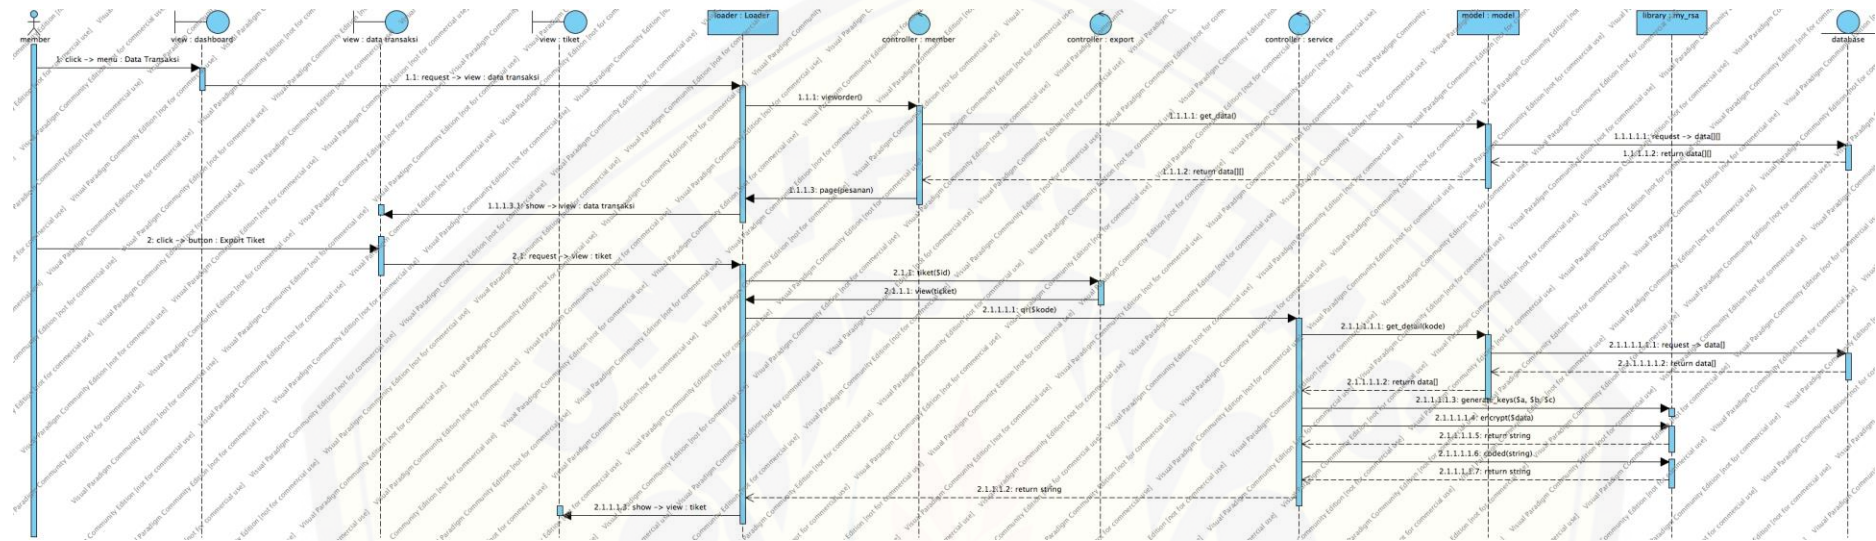 member
view : dashboard
view : data transaksi
view : tiket
loader : Loader
controller : member
controller : export
controller : service
model : model
library : my_rsa
database
1: click -> menu : Data Transaksi
1.1: request -> view : data transaksi
1.1.1: vieworder()
1.1.1.1: get_data()
1.1.1.1.1: request -> data[][]
1.1.1.1.2: return data[][]
1.1.1.2: return data[][]
1.1.1.3: page(pesanan)
1.1.1.3.1: show -> view : data transaksi
2: click -> button : Export Tiket
2.1: request -> view : tiket
2.1.1: tiket($id)
2.1.1.1: view(ticket)
2.1.1.1.1: qr($kode)
2.1.1.1.1.1: get_detail(kode)
2.1.1.1.1.1.1: request -> data[]
2.1.1.1.1.1.2: return data[]
2.1.1.1.1.2: return data[]
2.1.1.1.1.3: generate_keys($a, $b, $c)
2.1.1.1.1.4: encrypt($data)
2.1.1.1.1.5: return string
2.1.1.1.1.6: coded(string)
2.1.1.1.1.7: return string
2.1.1.1.2: return string
2.1.1.1.3: show -> view : tiket
Visual Paradigm Community Edition [not for commercial use]